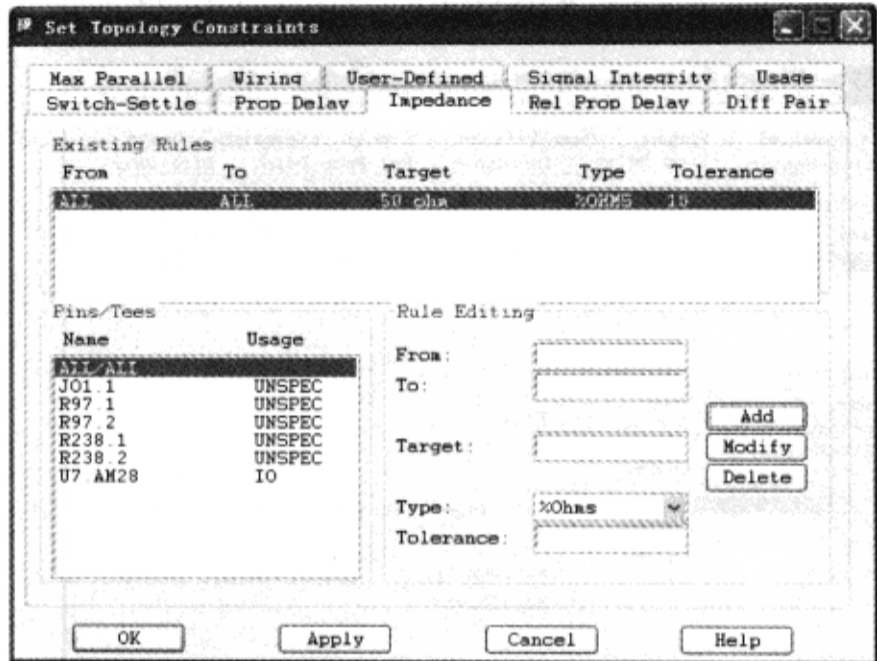 Set Topology Constraints
Max Parallel Wiring User-Defined Signal Integrity Usage
Switch-Settle Prop Delay Impedance Rel Prop Delay Diff Pair
Existing Rules
From To Target Type Tolerance
ALL ALL 50 ohm %OHMS 10
Pins/Tees
Name Usage
ALL/ALL
J01.1 UNSPEC
R97.1 UNSPEC
R97.2 UNSPEC
R238.1 UNSPEC
R238.2 UNSPEC
U7.AM28 IO
Rule Editing
From:
To:
Target:
Type: %Ohms
Tolerance:
Add
Modify
Delete
OK Apply Cancel Help